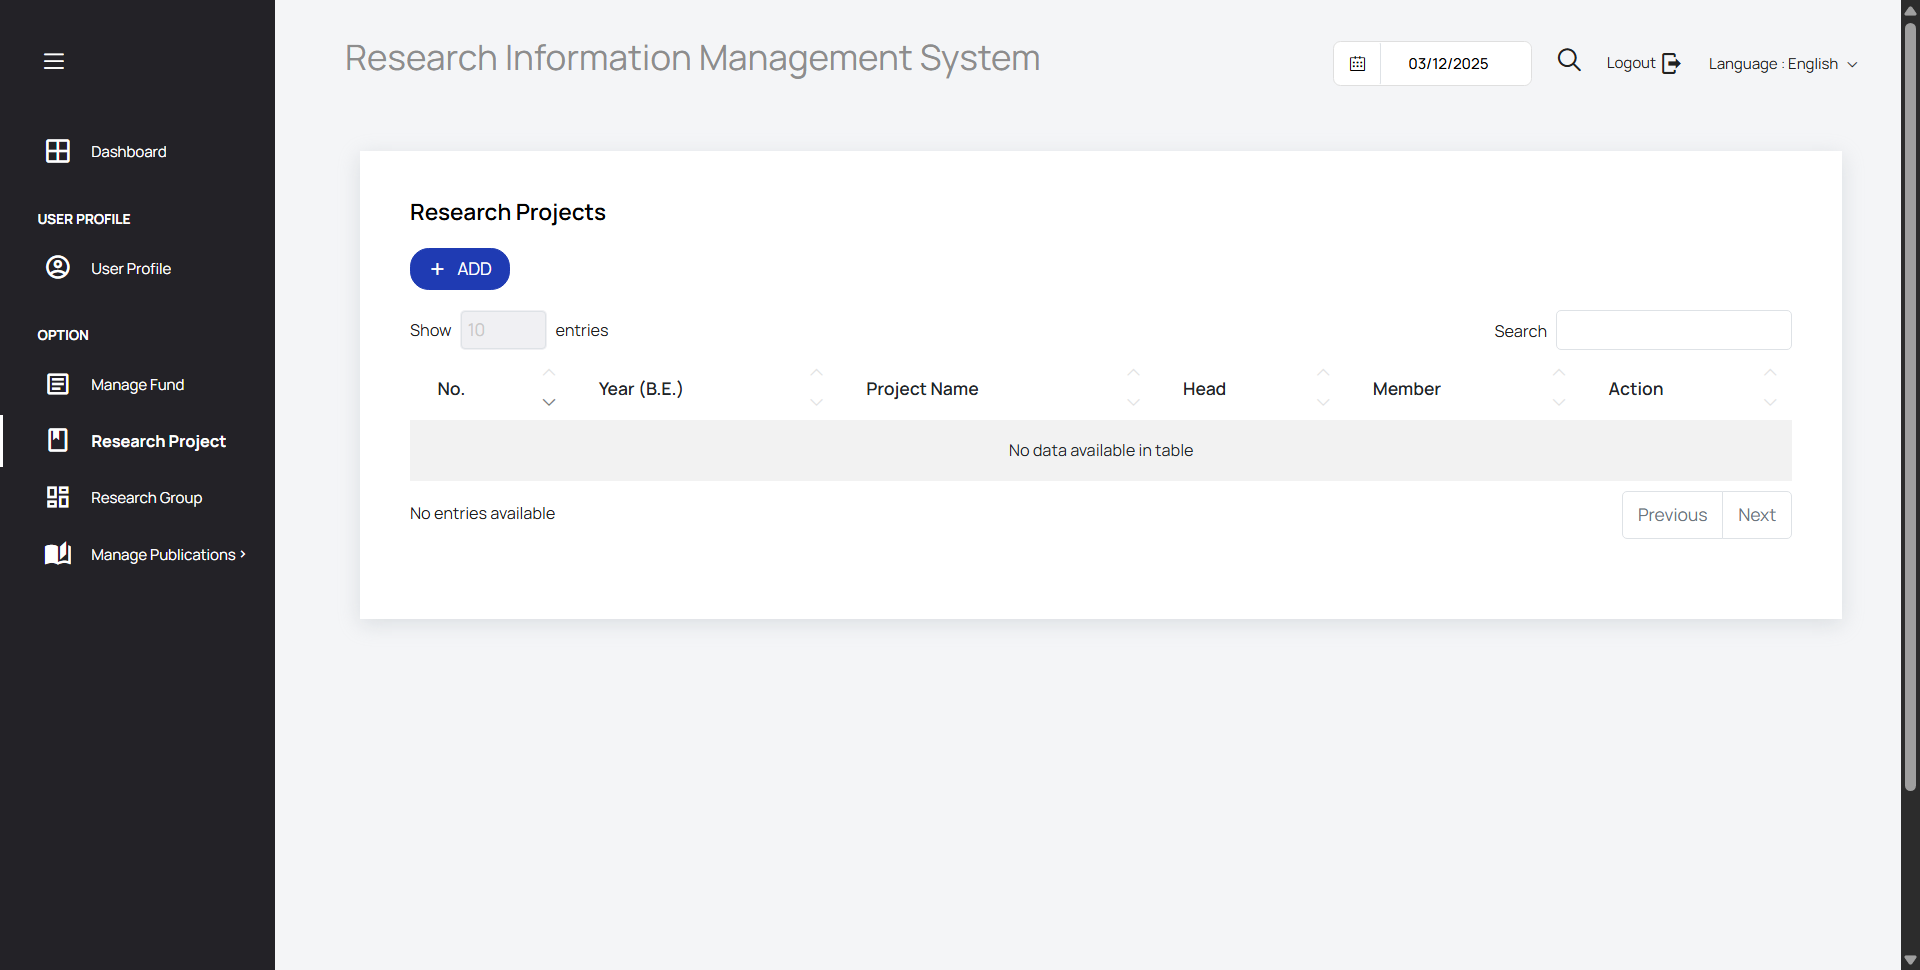 Research Information Management System
03/12/2025
Logout
Language : English
Dashboard
USER PROFILE
User Profile
OPTION
Manage Fund
Research Project
Research Group
Manage Publications
Research Projects
+ ADD
Show 10 entries
Search
No. Year (B.E.) Project Name Head Member Action
No data available in table
No entries available
Previous Next